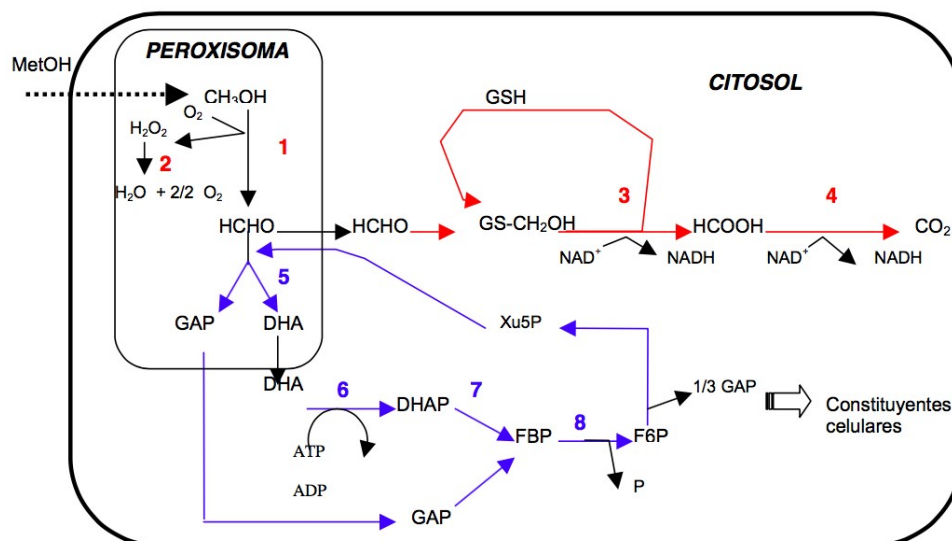 PEROXISOMA
MetOH
CITOSOL
CH₃OH
O₂
GSH
H₂O₂
1
2
H₂O + 2/2 O₂
3
4
HCHO
HCHO
GS-CH₂OH
HCOOH
CO₂
NAD⁺
NADH
NAD⁺
NADH
5
GAP
DHA
Xu5P
DHA
6
7
1/3 GAP
DHAP
8
Constituyentes
celulares
FBP
F6P
ATP
ADP
P
GAP